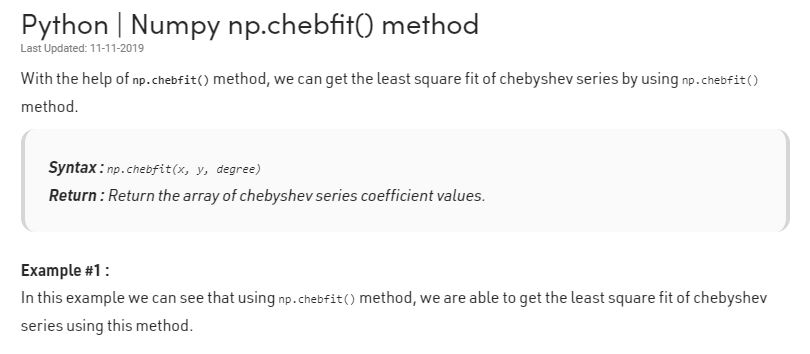 Python | Numpy np.chebfit() method
Last Updated: 11-11-2019
With the help of np.chebfit() method, we can get the least square fit of chebyshev series by using np.chebfit()
method.
Syntax : np.chebfit(x, y, degree)
Return : Return the array of chebyshev series coefficient values.
Example #1 :
In this example we can see that using np.chebfit() method, we are able to get the least square fit of chebyshev
series using this method.